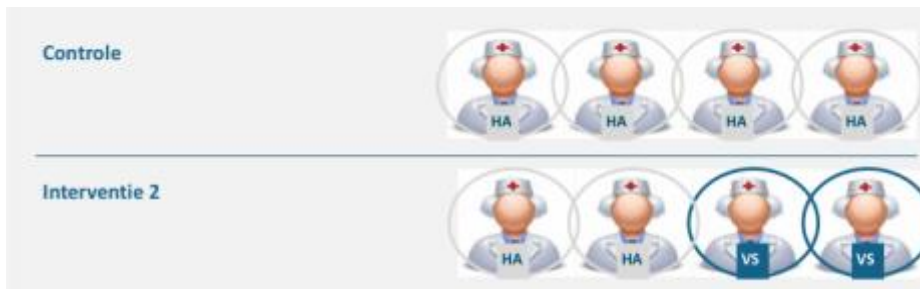 Controle
HA HA HA HA
Interventie 2
HA HA VS VS